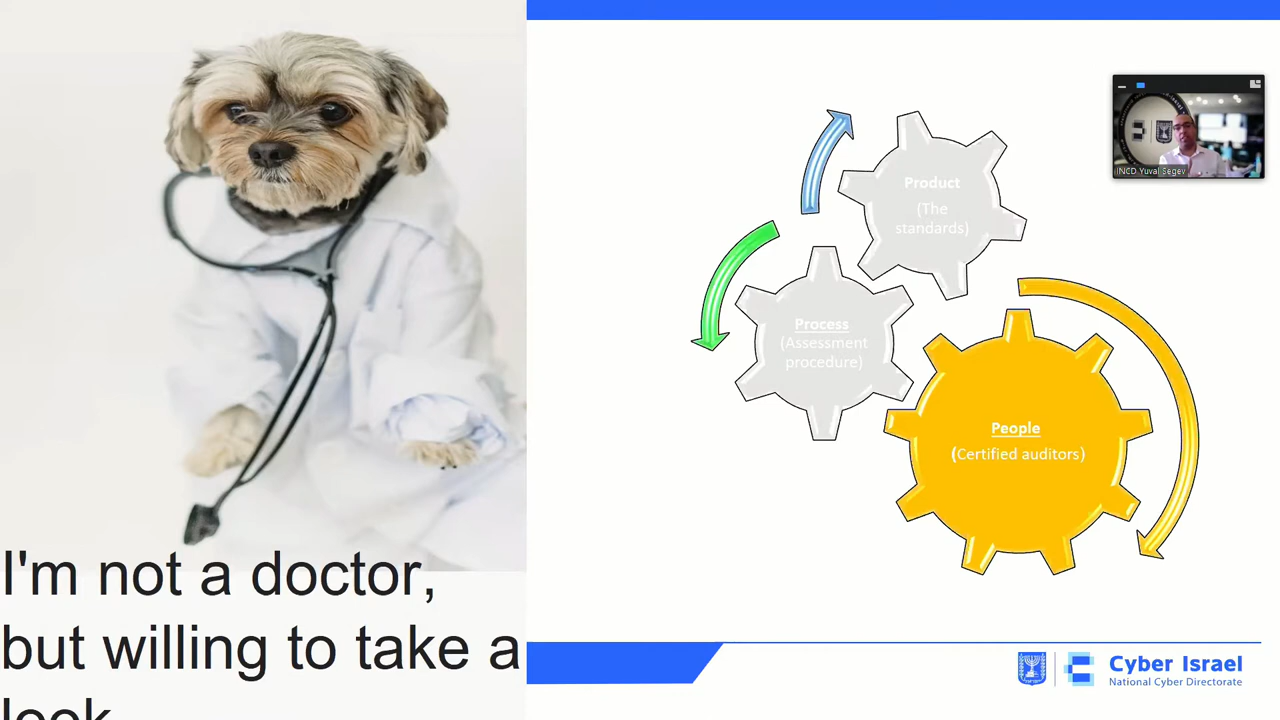 I'm not a doctor,
but willing to take a
look
Product
(The
standards)
Process
(Assessment
procedure)
People
(Certified auditors)
INCD Yuval Segev
Cyber Israel
National Cyber Directorate